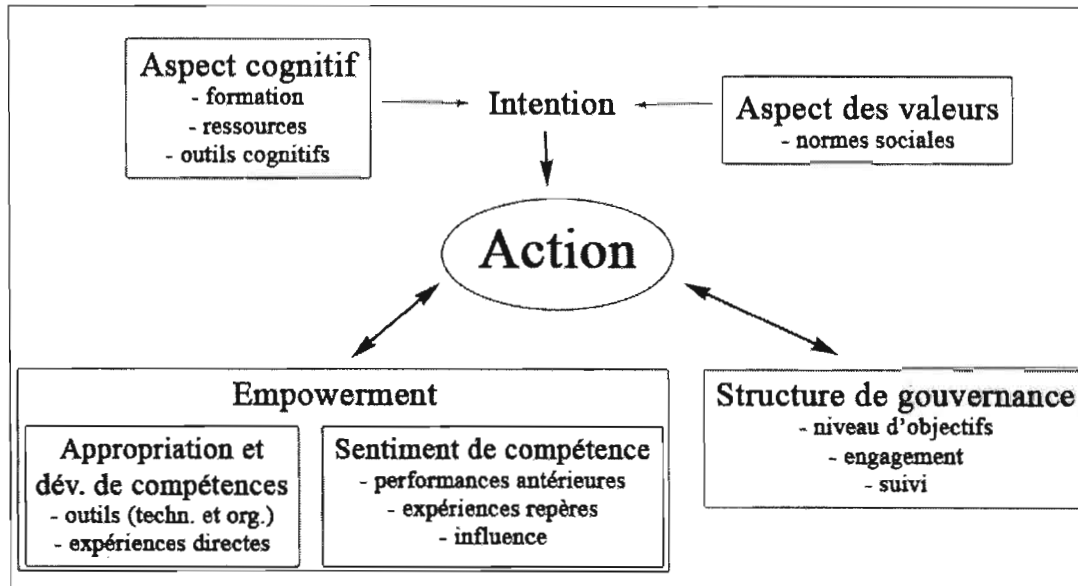 Aspect cognitif
- formation
- ressources
- outils cognitifs
Intention
Aspect des valeurs
- normes sociales
Action
Empowerment
Appropriation et
dév. de compétences
- outils (techn. et org.)
- expériences directes
Sentiment de compétence
- performances antérieures
- expériences repères
- influence
Structure de gouvernance
- niveau d'objectifs
- engagement
- suivi